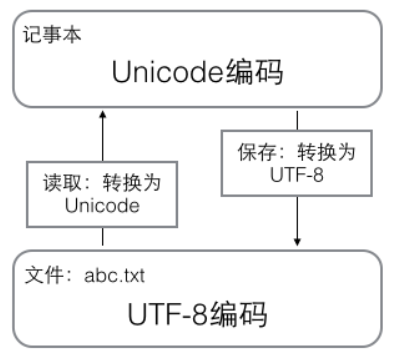 记事本
Unicode编码
读取：转换为
Unicode
保存：转换为
UTF-8
文件：abc.txt
UTF-8编码